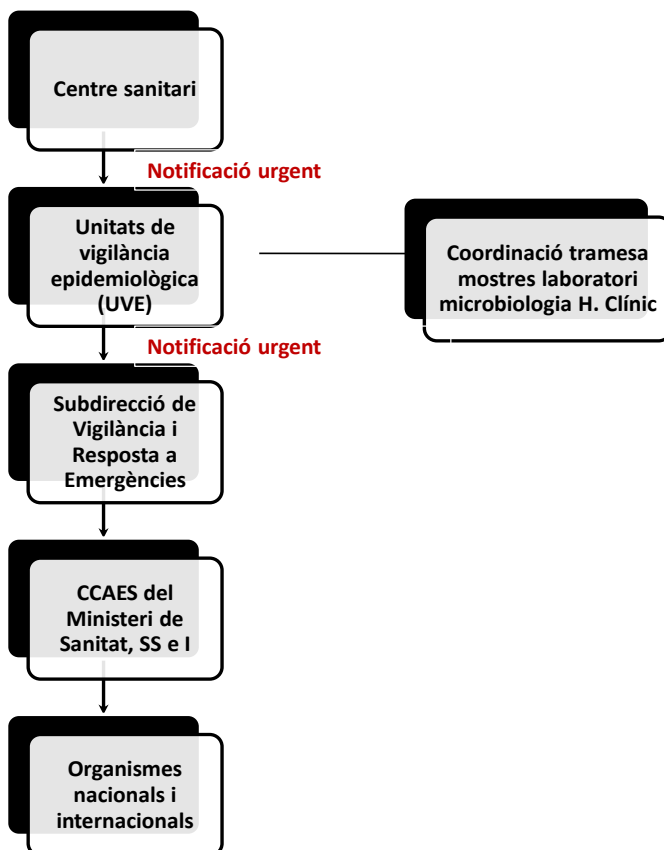 Centre sanitari
Notificació urgent
Unitats de
vigilància
epidemiològica
(UVE)
Coordinació tramesa
mostres laboratori
microbiologia H. Clínic
Notificació urgent
Subdirecció de
Vigilància i
Resposta a
Emergències
CCAES del
Ministeri de
Sanitat, SS e I
Organismes
nacionals i
internacionals